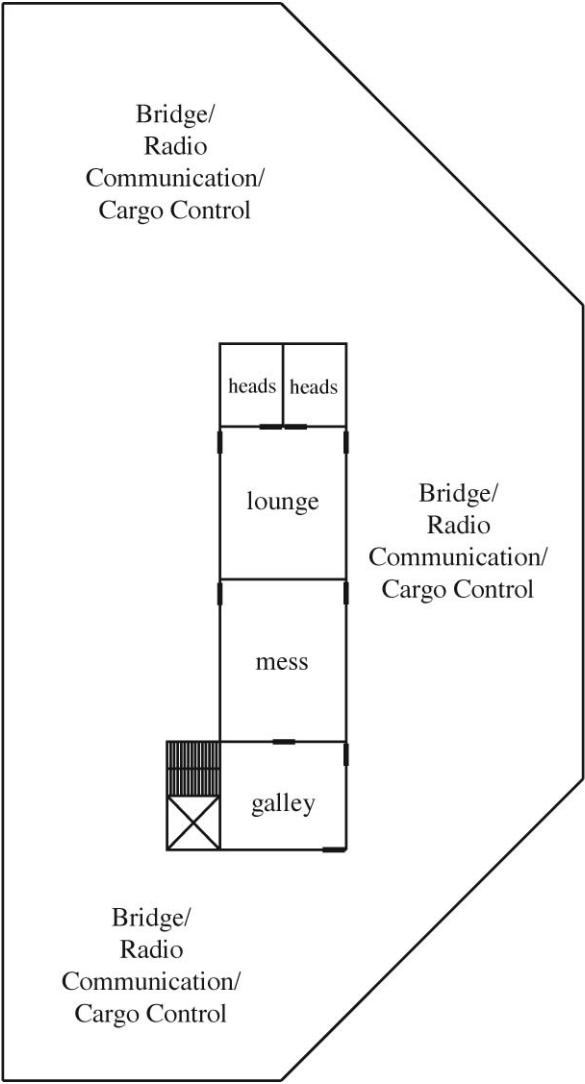 Bridge/
Radio
Communication/
Cargo Control
heads heads
lounge
Bridge/
Radio
Communication/
Cargo Control
mess
galley
Bridge/
Radio
Communication/
Cargo Control